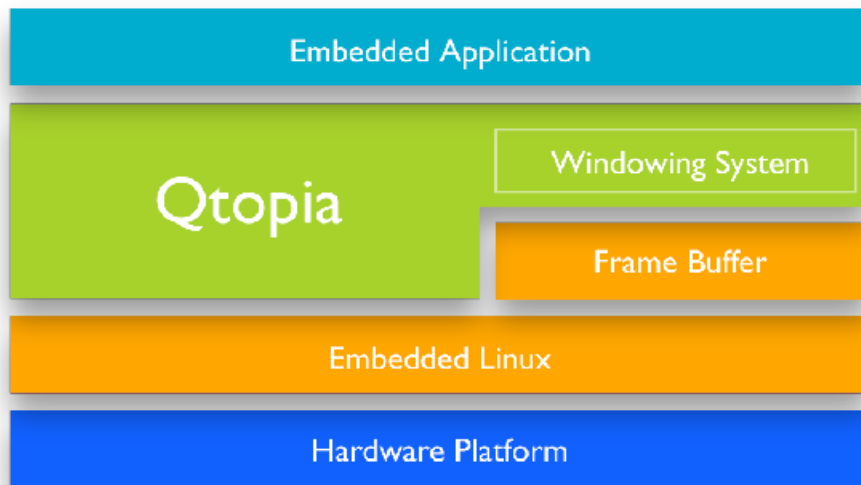 Embedded Application
Qtopia
Windowing System
Frame Buffer
Embedded Linux
Hardware Platform